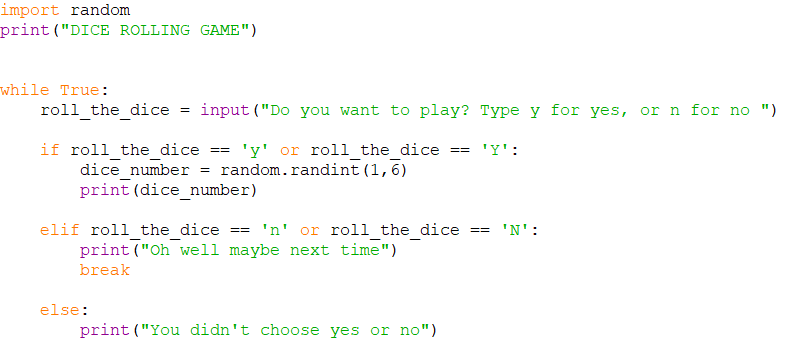 import random
print("DICE ROLLING GAME")
while True:
    roll_the_dice = input("Do you want to play? Type y for yes, or n for no ")
    if roll_the_dice == 'y' or roll_the_dice == 'Y':
        dice_number = random.randint(1,6)
        print(dice_number)
    elif roll_the_dice == 'n' or roll_the_dice == 'N':
        print("Oh well maybe next time")
        break
    else:
        print("You didn't choose yes or no")